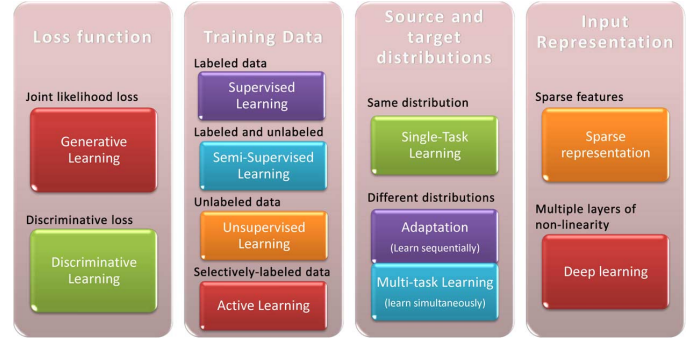 Loss function
Joint likelihood loss
Generative
Learning
Discriminative loss
Discriminative
Learning
Training Data
Labeled data
Supervised
Learning
Labeled and unlabeled
Semi-Supervised
Learning
Unlabeled data
Unsupervised
Learning
Selectively-labeled data
Active Learning
Source and
target
distributions
Same distribution
Single-Task
Learning
Different distributions
Adaptation
(Learn sequentially)
Multi-task Learning
(learn simultaneously)
Input
Representation
Sparse features
Sparse
representation
Multiple layers of
non-linearity
Deep learning